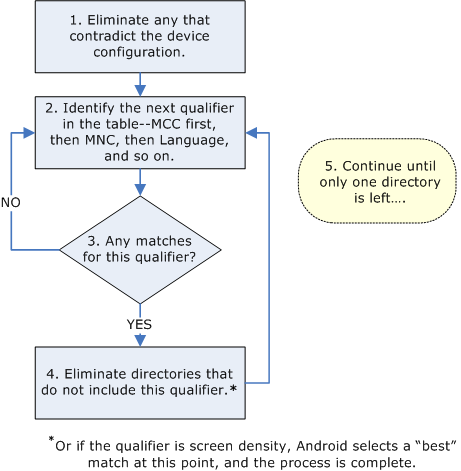 1. Eliminate any that
contradict the device
configuration.
2. Identify the next qualifier
in the table--MCC first,
then MNC, then Language,
and so on.
5. Continue until
only one directory
is left....
NO
3. Any matches
for this qualifier?
YES
4. Eliminate directories that
do not include this qualifier.*
*Or if the qualifier is screen density, Android selects a “best”
match at this point, and the process is complete.